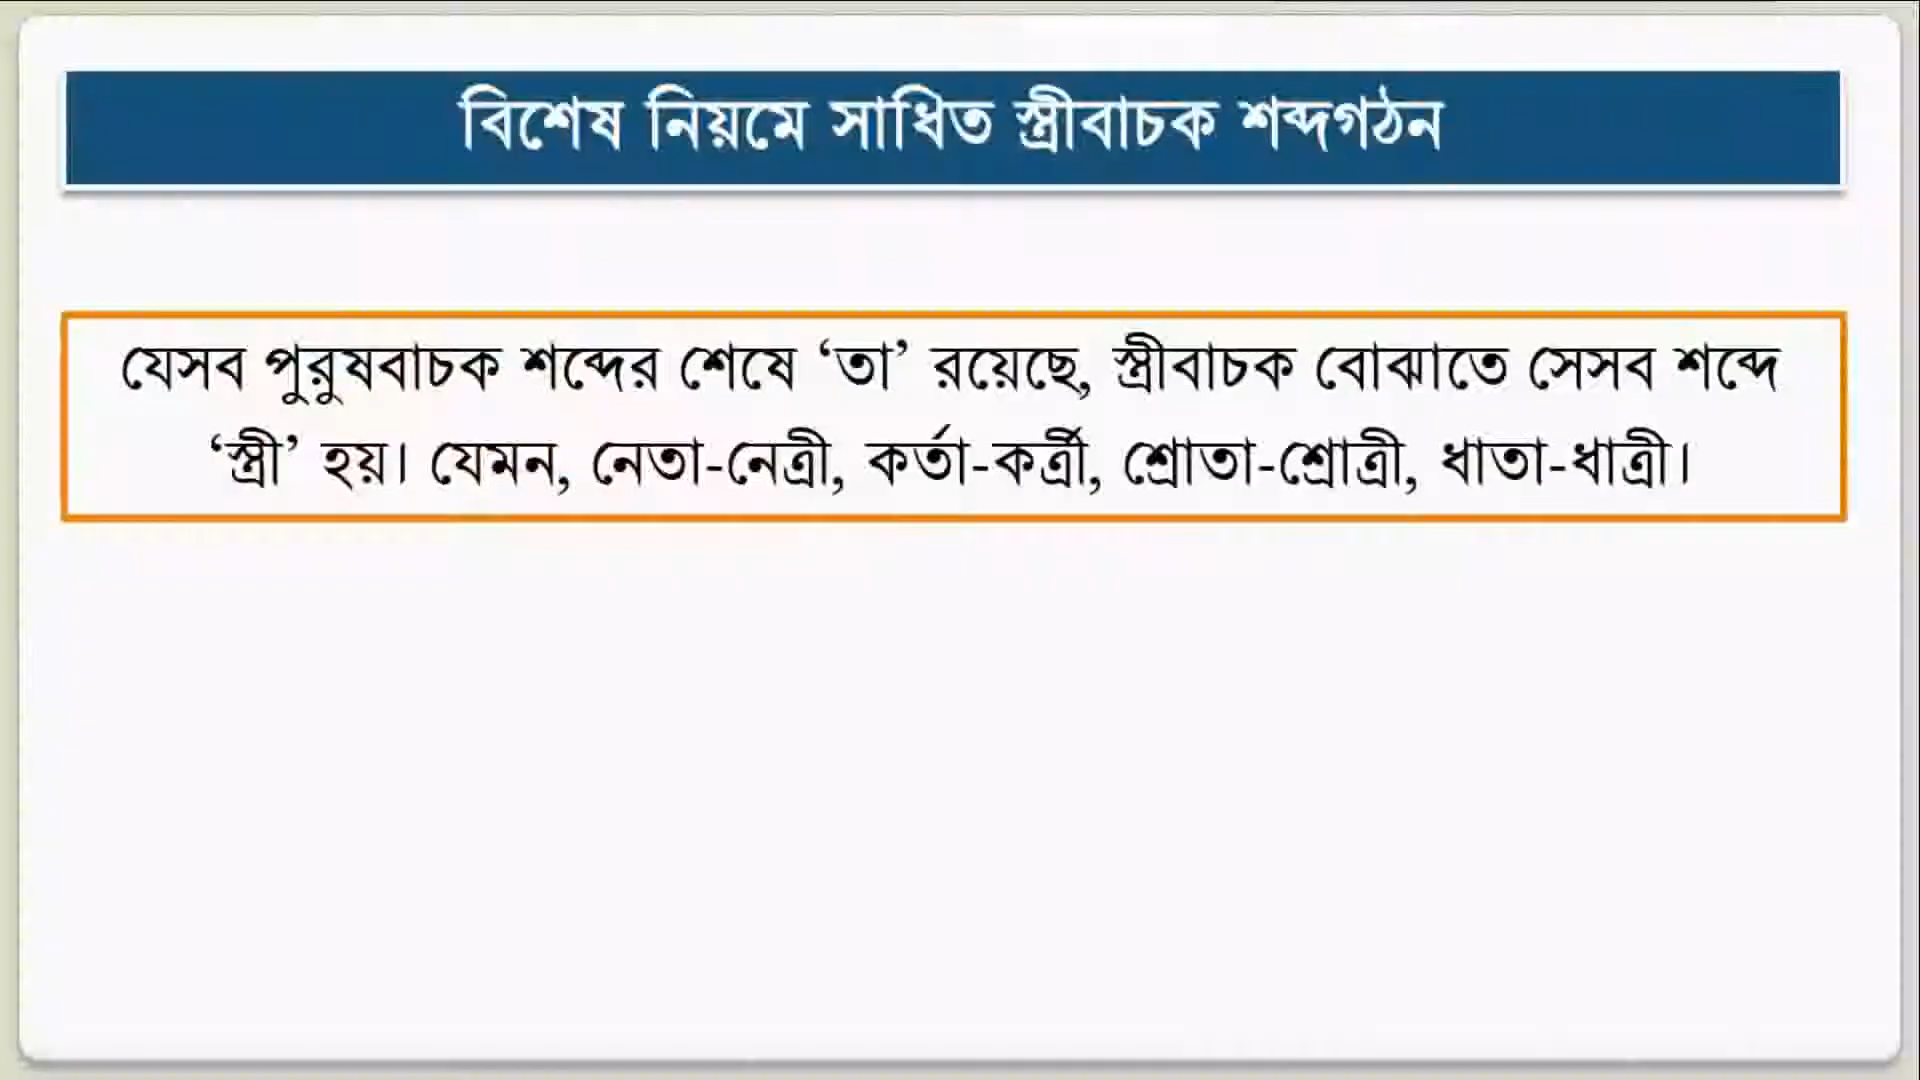 বিশেষ নিয়মে সাধিত স্ত্রীবাচক শব্দগঠন
যেসব পুরুষবাচক শব্দের শেষে ‘তা’ রয়েছে, স্ত্রীবাচক বোঝাতে সেসব শব্দে
‘স্ত্রী’ হয়। যেমন, নেতা-নেত্রী, কর্তা-কর্ত্রী, শ্রোতা-শ্রোত্রী, ধাতা-ধাত্রী।